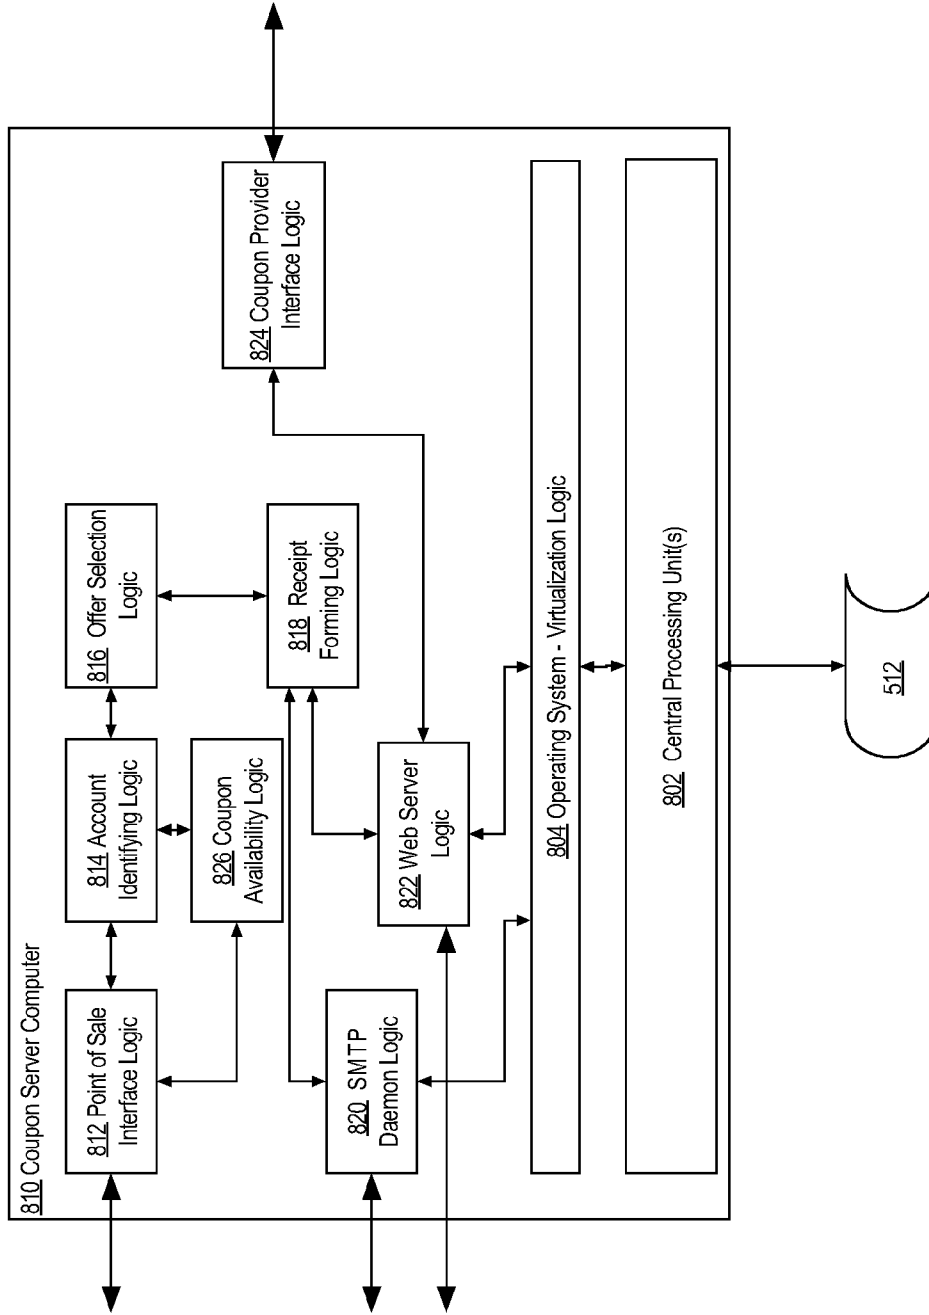 810 Coupon Server Computer
812 Point of Sale
Interface Logic
814 Account
Identifying Logic
816 Offer Selection
Logic
826 Coupon
Availability Logic
818 Receipt
Forming Logic
824 Coupon Provider
Interface Logic
820 SMTP
Daemon Logic
822 Web Server
Logic
804 Operating System - Virtualization Logic
802 Central Processing Unit(s)
512